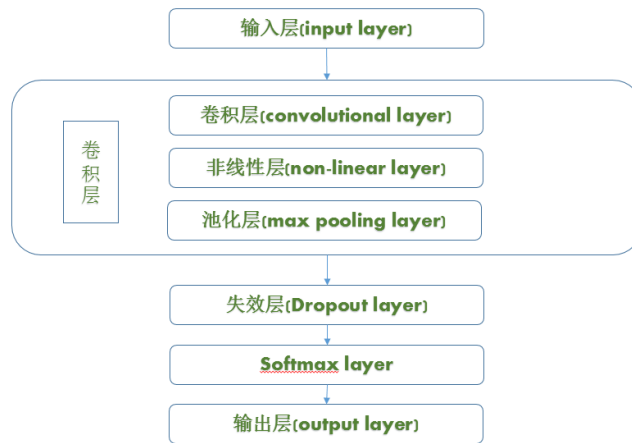 输入层(input layer)
卷积层
卷积层(convolutional layer)
非线性层(non-linear layer)
池化层(max pooling layer)
失效层(Dropout layer)
Softmax layer
输出层(output layer)